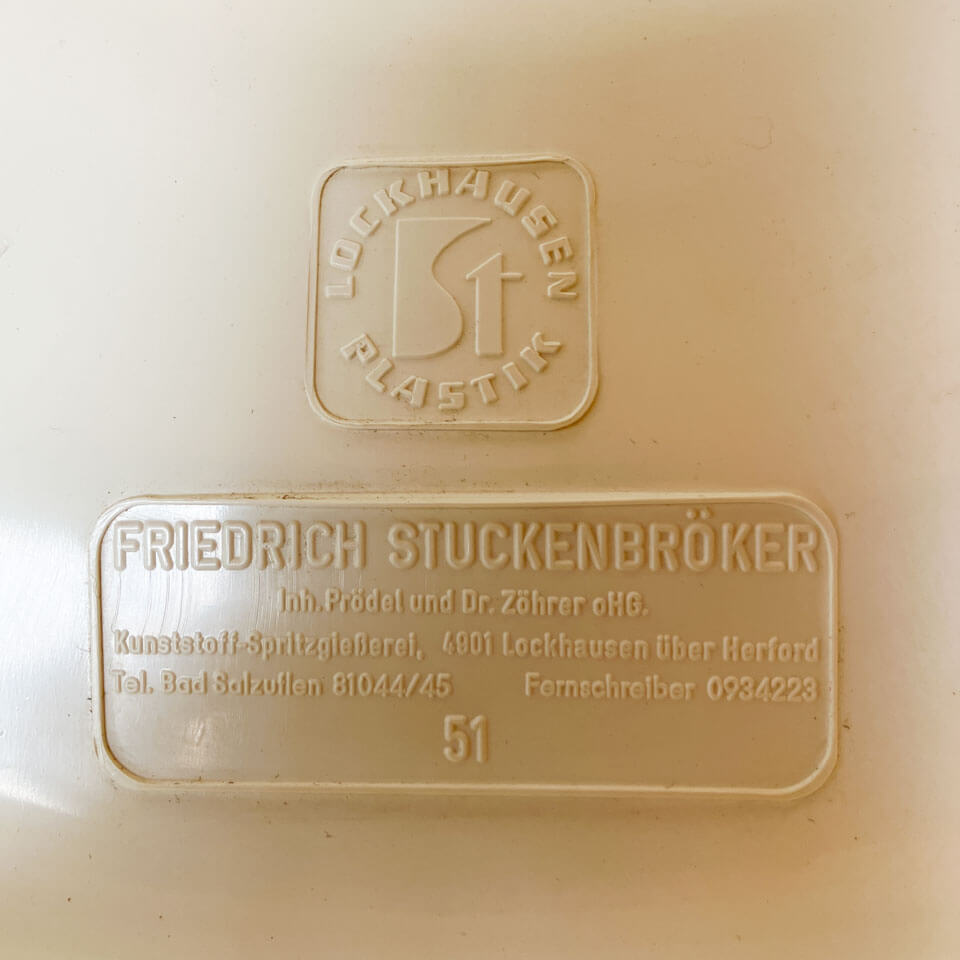 LOCKHAUSEN
St
PLASTIK
FRIEDRICH STUCKENBRÖKER
Inh. Prödel und Dr. Zöhrer oHG.
Kunststoff-Spritzgießerei, 4901 Lockhausen über Herford
Tel. Bad Salzuflen 81044/45 Fernschreiber 0934223
51